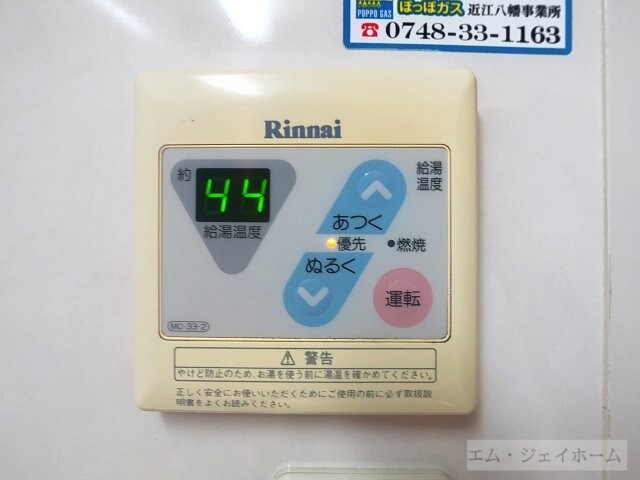 POPPO GAS
ぽっぽガス 近江八幡事業所
☎ 0748-33-1163
Rinnai
約
44
給湯温度
給湯
温度
あつく
優先
燃焼
ぬるく
運転
MC-33-2
⚠ 警告
やけど防止のため、お湯を使う前に湯温を確かめてください。
正しく安全にお使いいただくためにご使用の前に必ず取扱説
明書をよくお読みください。
エム・ジェイホーム